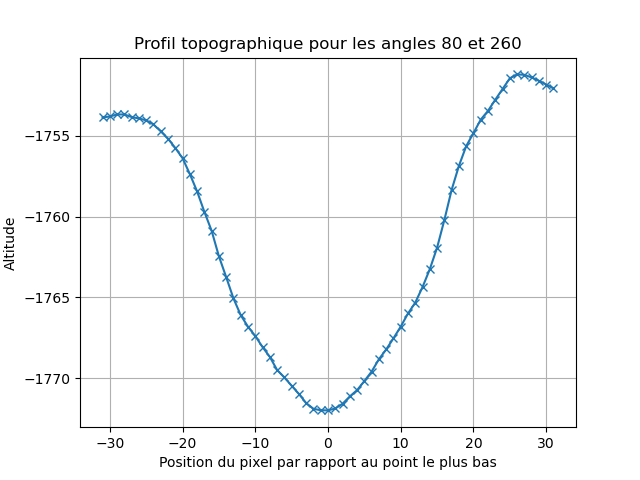 Profil topographique pour les angles 80 et 260
Altitude
−1755
−1760
−1765
−1770
−30 −20 −10 0 10 20 30
Position du pixel par rapport au point le plus bas